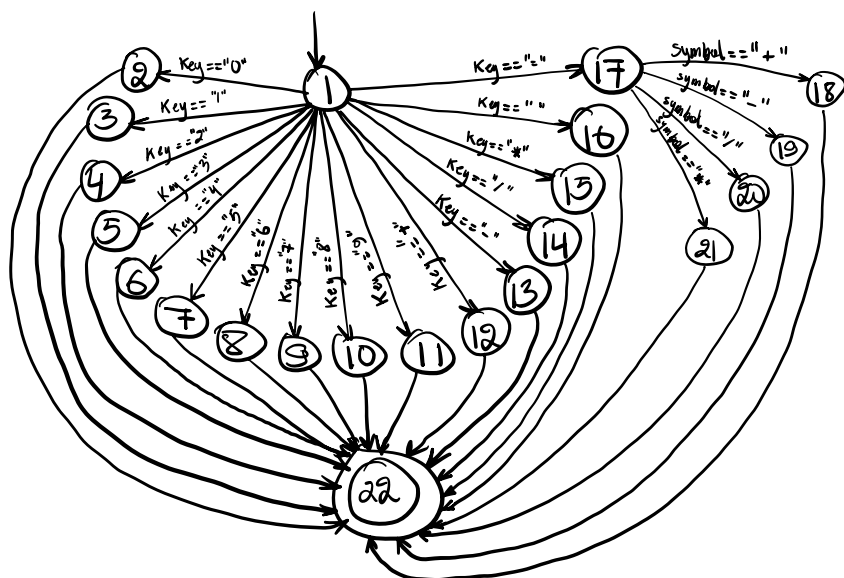 2
Key=="0"
1
Key=="="
17
Symbol=="+"
18
3
Key=="1"
Key==" "
16
symbol=="-"
19
4
Key=="2"
Key=="*"
15
symbol=="/"
20
5
Key=="3"
Key=="/"
14
symbol=="*"
21
6
Key=="4"
Key=="-"
13
7
Key=="5"
8
Key=="6"
9
Key=="7"
10
Key=="8"
11
Key=="9"
12
Key=="+"
22